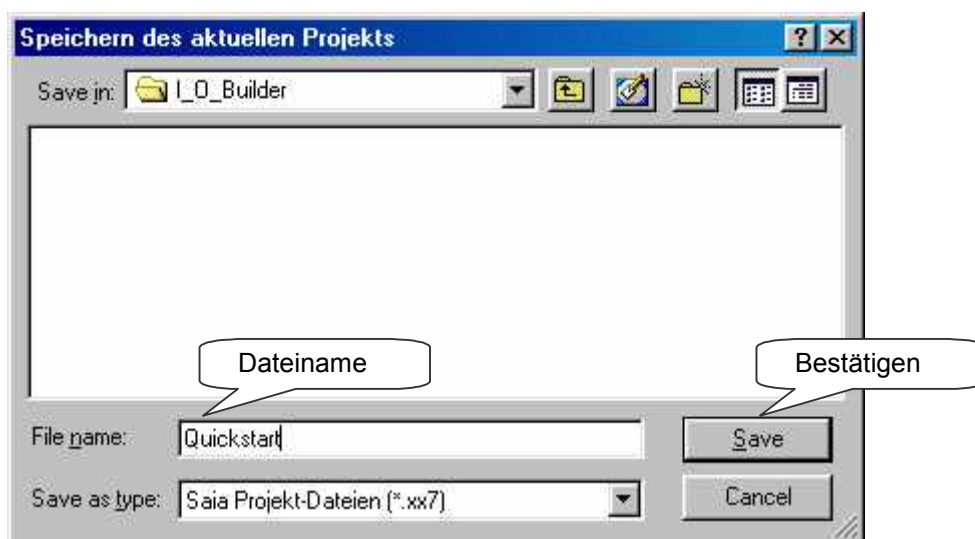 Speichern des aktuellen Projekts
Save in: I_O_Builder
Dateiname
Bestätigen
File name: Quickstart
Save
Save as type: Saia Projekt-Dateien (*.xx7)
Cancel